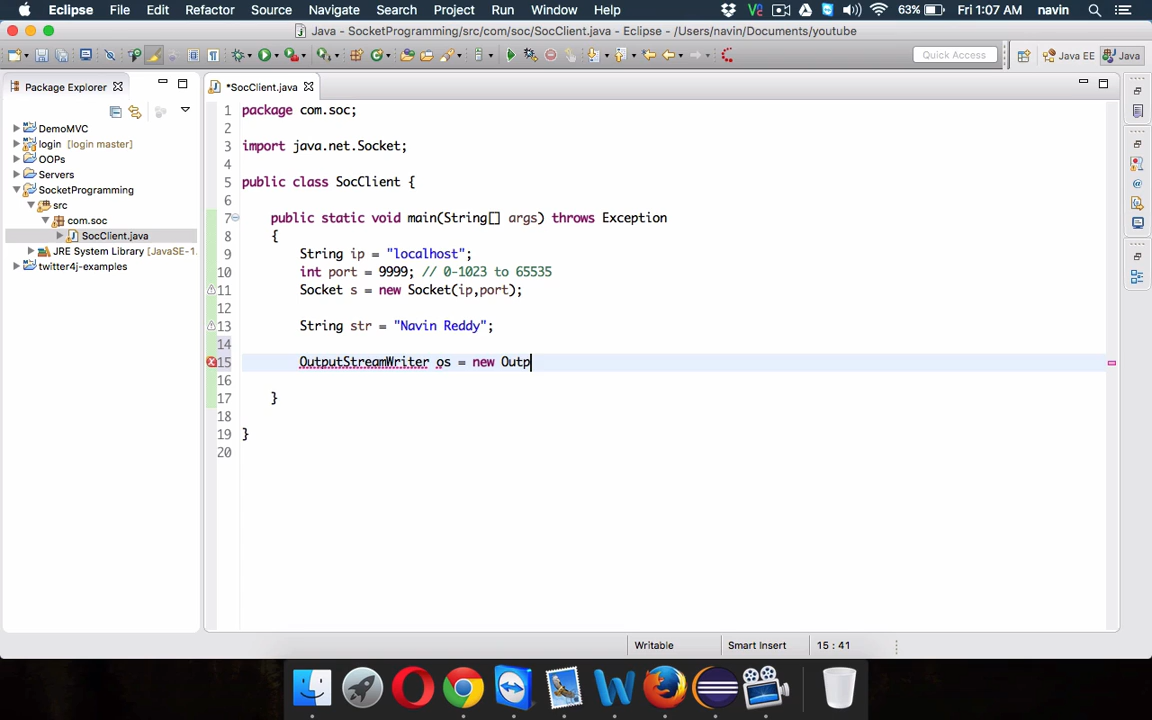 Eclipse File Edit Refactor Source Navigate Search Project Run Window Help 63% Fri 1:07 AM navin
Java - SocketProgramming/src/com/soc/SocClient.java - Eclipse - /Users/navin/Documents/youtube
Quick Access Java EE Java
Package Explorer
*SocClient.java
DemoMVC
login [login master]
OOPs
Servers
SocketProgramming
src
com.soc
SocClient.java
JRE System Library [JavaSE-1.
twitter4j-examples
1 package com.soc;
2
3 import java.net.Socket;
4
5 public class SocClient {
6
7 public static void main(String[] args) throws Exception
8 {
9 String ip = "localhost";
10 int port = 9999; // 0-1023 to 65535
11 Socket s = new Socket(ip,port);
12
13 String str = "Navin Reddy";
14
15 OutputStreamWriter os = new Outp
16
17 }
18
19 }
20
Writable Smart Insert 15 : 41